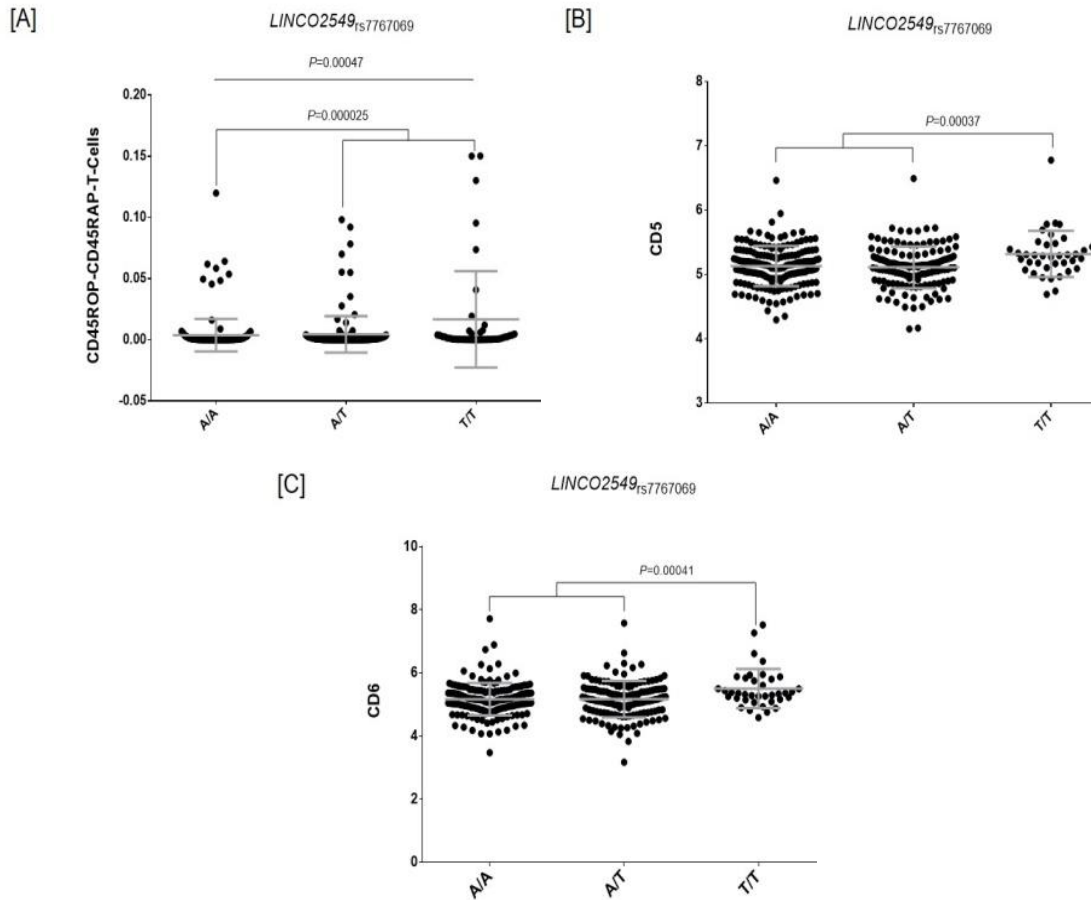 [A]
LINCO2549rs7767069
P=0.00047
P=0.000025
0.20
0.15
0.10
0.05
0.00
-0.05
CD45ROP-CD45RAP-T-Cells
A/A
A/T
T/T
[B]
LINCO2549rs7767069
P=0.00037
8
7
6
5
4
3
CD5
A/A
A/T
T/T
[C]
LINCO2549rs7767069
P=0.00041
10
8
6
4
2
0
CD6
A/A
A/T
T/T